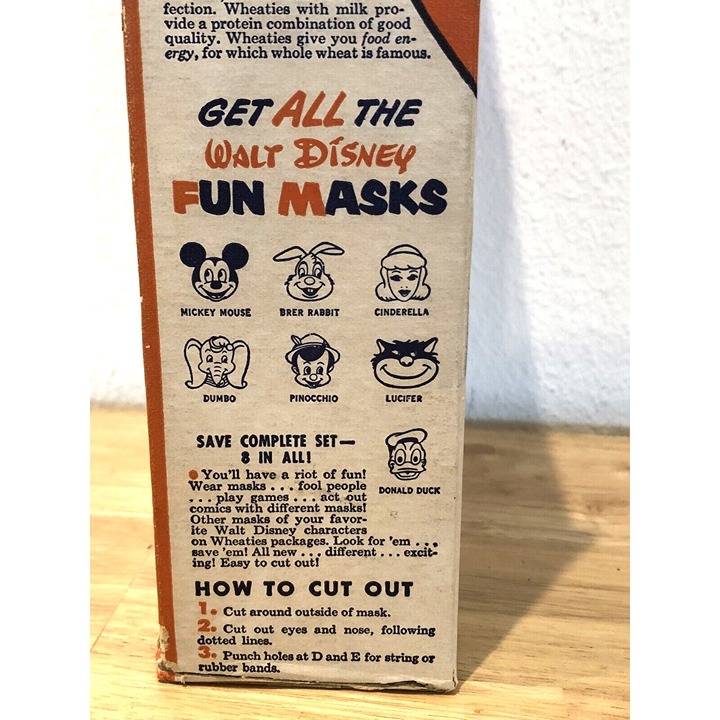 fection. Wheaties with milk pro-
vide a protein combination of good
quality. Wheaties give you food en-
ergy, for which whole wheat is famous.
GET ALL THE
WALT DISNEY
FUN MASKS
MICKEY MOUSE BRER RABBIT CINDERELLA
DUMBO PINOCCHIO LUCIFER
DONALD DUCK
SAVE COMPLETE SET—
8 IN ALL!
You'll have a riot of fun!
Wear masks . . . fool people
. . . play games . . . act out
comics with different masks!
Other masks of your favor-
ite Walt Disney characters
on Wheaties packages. Look for 'em . . .
save 'em! All new . . . different . . . excit-
ing! Easy to cut out!
HOW TO CUT OUT
1. Cut around outside of mask.
2. Cut out eyes and nose, following
dotted lines.
3. Punch holes at D and E for string or
rubber bands.